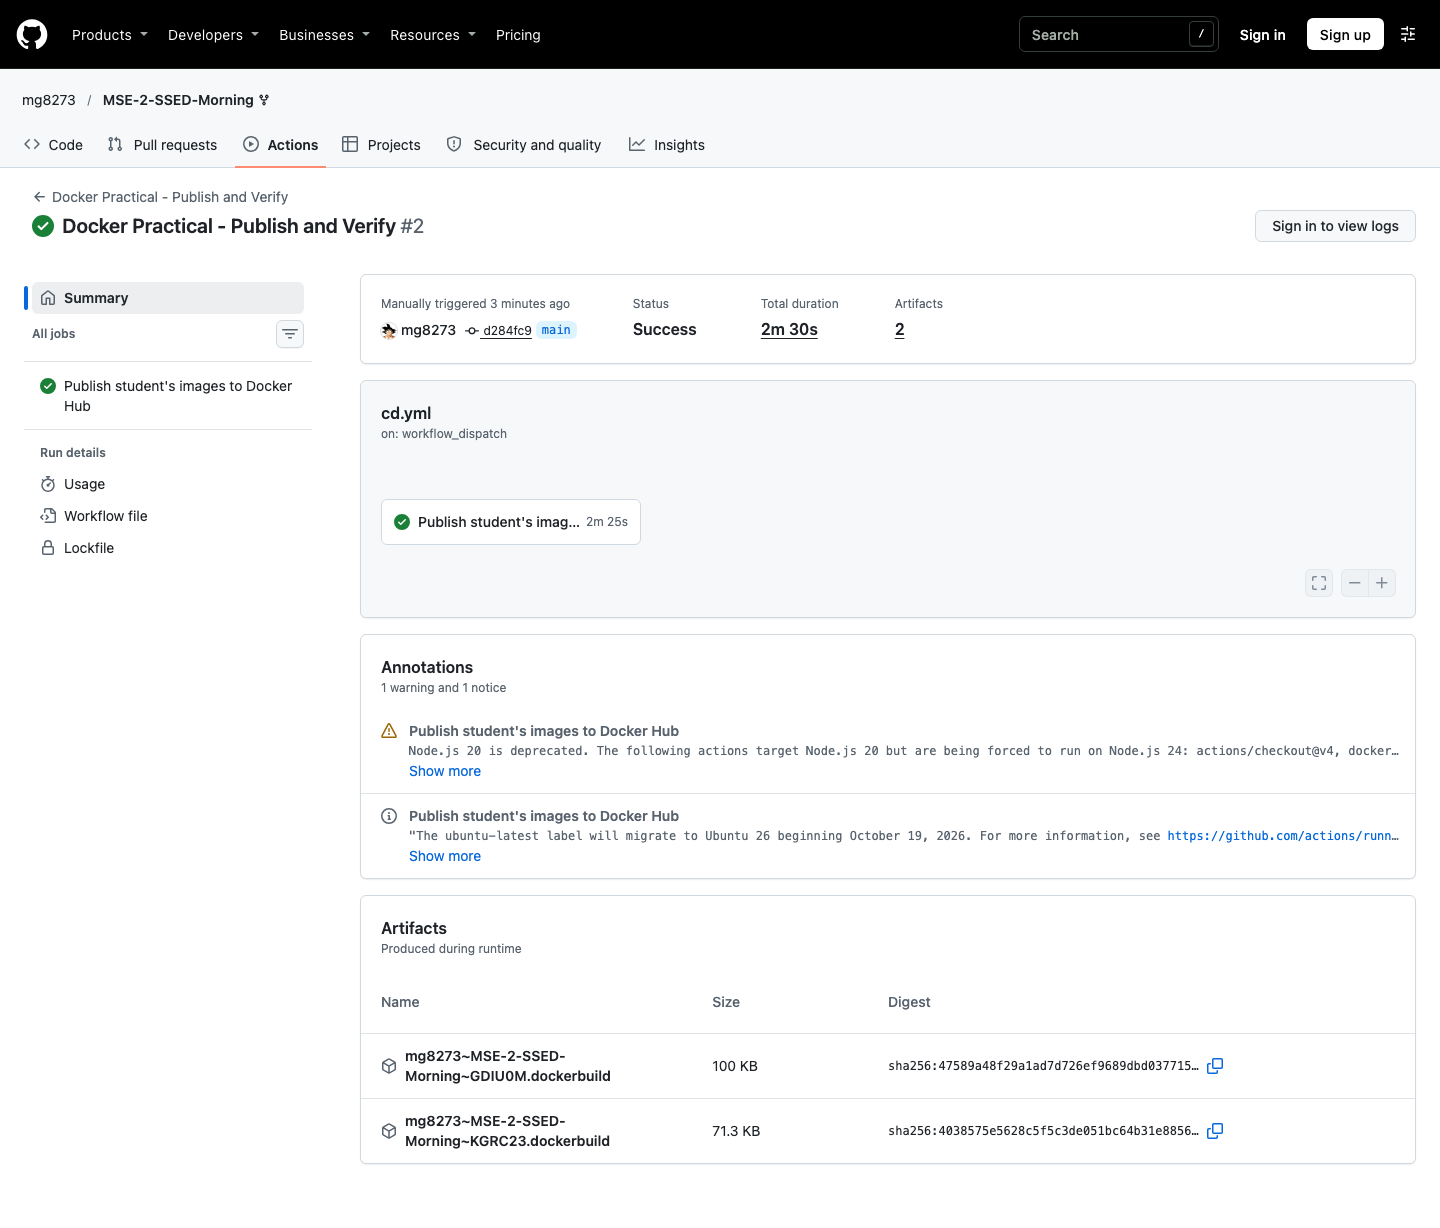 Products
Developers
Businesses
Resources
Pricing
Search
/
Sign in
Sign up
mg8273 / MSE-2-SSED-Morning
Code
Pull requests
Actions
Projects
Security and quality
Insights
Docker Practical - Publish and Verify
Docker Practical - Publish and Verify #2
Sign in to view logs
Summary
All jobs
Publish student's images to Docker
Hub
Run details
Usage
Workflow file
Lockfile
Manually triggered 3 minutes ago
mg8273 d284fc9 main
Status
Success
Total duration
2m 30s
Artifacts
2
cd.yml
on: workflow_dispatch
Publish student's imag... 2m 25s
Annotations
1 warning and 1 notice
Publish student's images to Docker Hub
Node.js 20 is deprecated. The following actions target Node.js 20 but are being forced to run on Node.js 24: actions/checkout@v4, docker…
Show more
Publish student's images to Docker Hub
"The ubuntu-latest label will migrate to Ubuntu 26 beginning October 19, 2026. For more information, see https://github.com/actions/runn…
Show more
Artifacts
Produced during runtime
Name Size Digest
mg8273~MSE-2-SSED-
Morning~GDIU0M.dockerbuild
100 KB
sha256:47589a48f29a1ad7d726ef9689dbd037715…
mg8273~MSE-2-SSED-
Morning~KGRC23.dockerbuild
71.3 KB
sha256:4038575e5628c5f5c3de051bc64b31e8856…